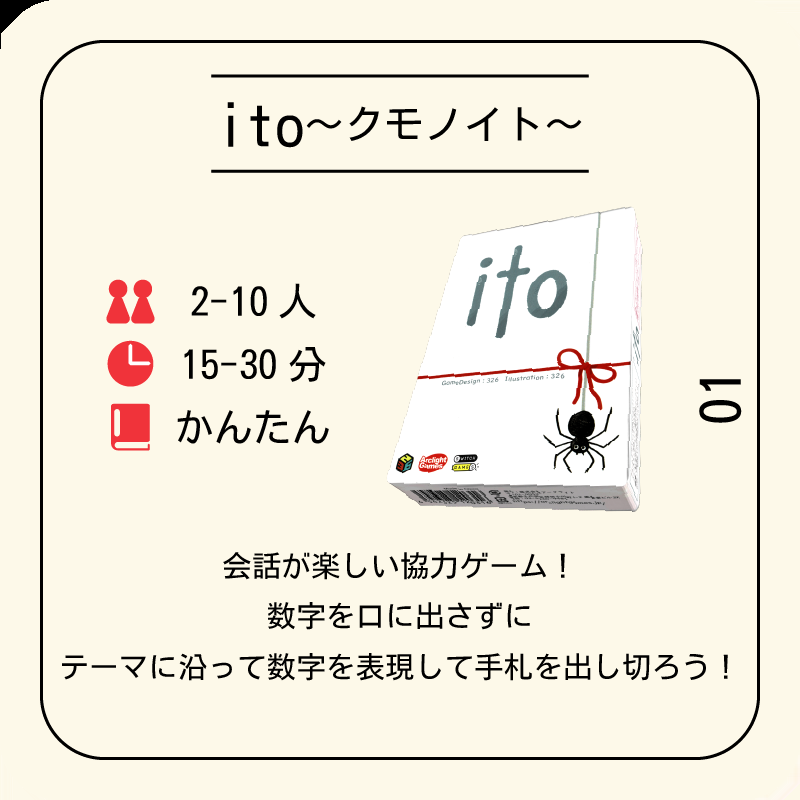 ito～クモノイト～
2-10 人
15-30 分
かんたん
ito
GameDesign : 326 Illustration : 326
Arclight Games
01
会話が楽しい協力ゲーム！
数字を口に出さずに
テーマに沿って数字を表現して手札を出し切ろう！